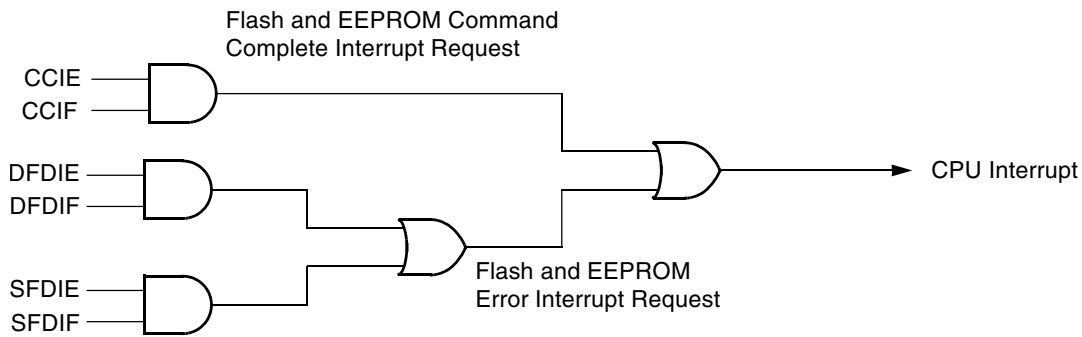 Flash and EEPROM Command
Complete Interrupt Request
CCIE
CCIF
DFDIE
DFDIF
CPU Interrupt
SFDIE
SFDIF
Flash and EEPROM
Error Interrupt Request